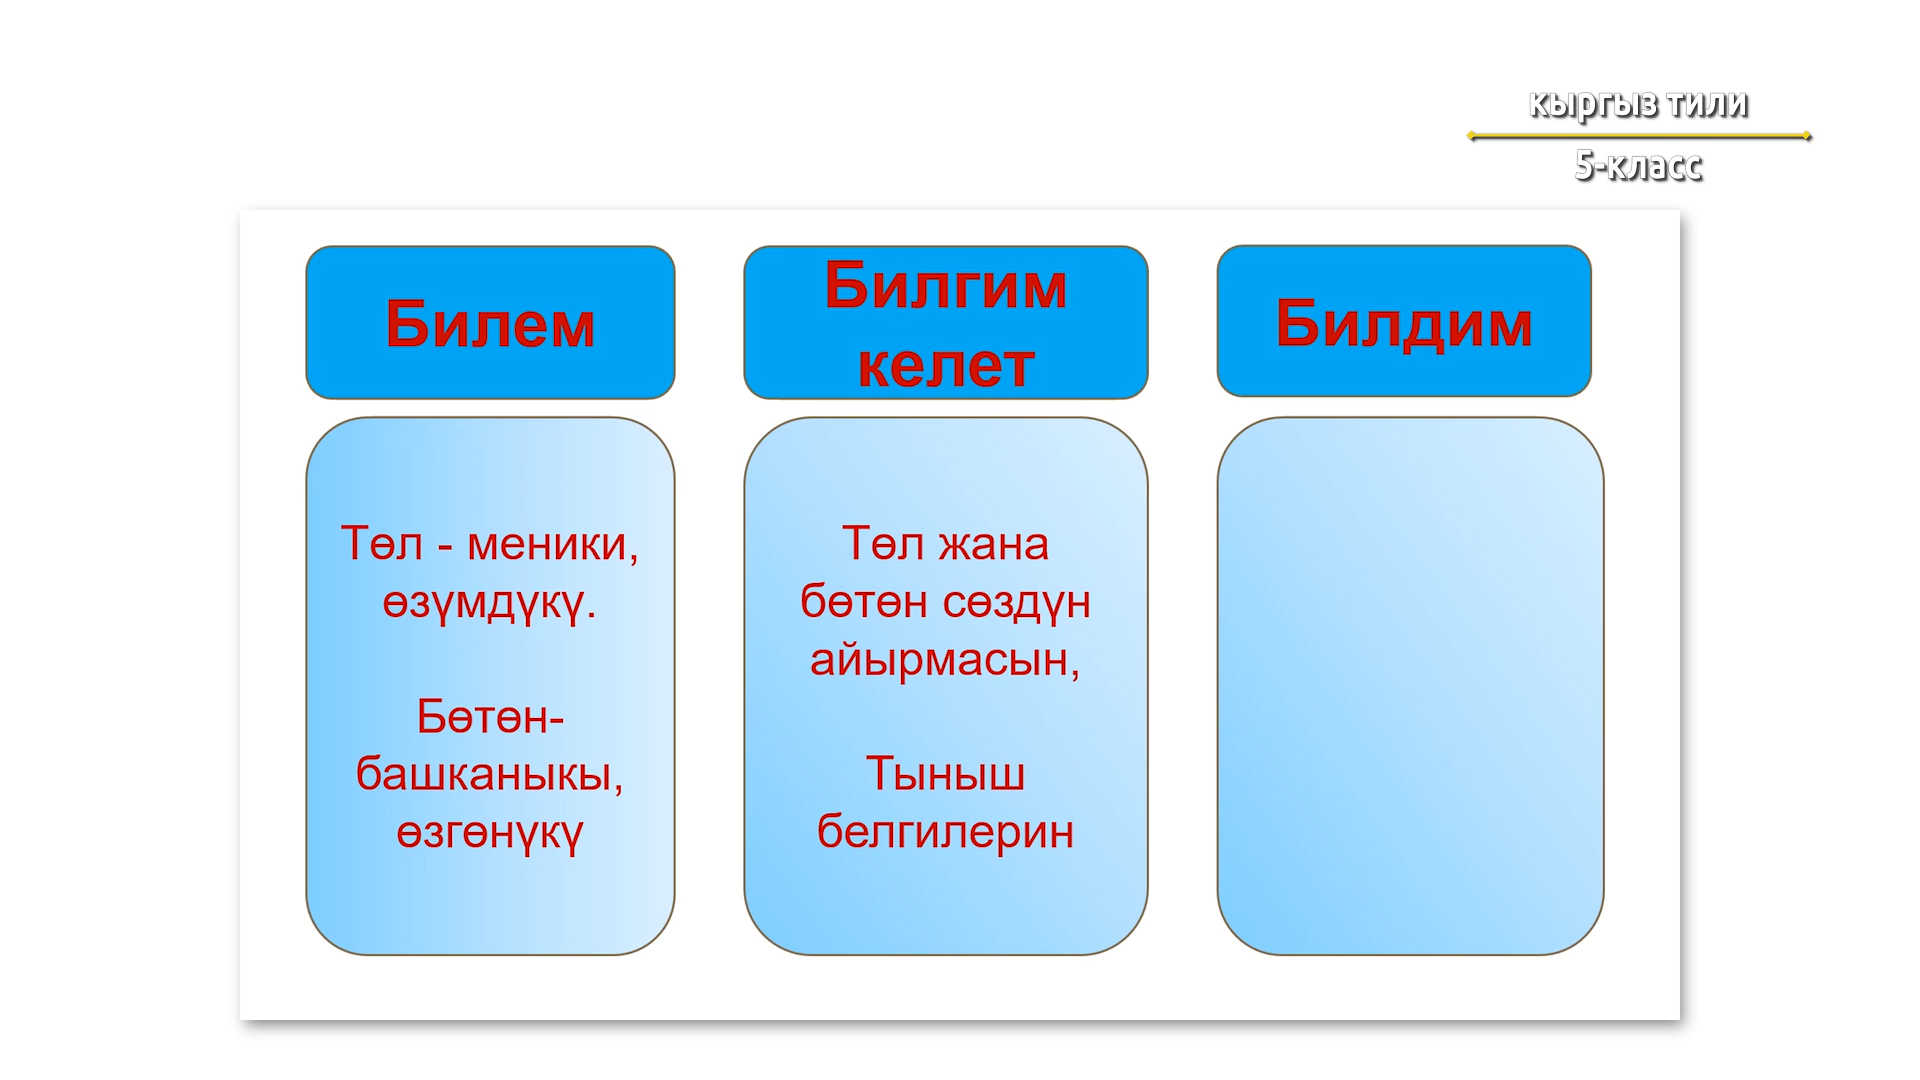 кыргыз тили
5-класс
Билем
Билгим
келет
Билдим
Төл - меники,
өзүмдүкү.
Бөтөн-
башканыкы,
өзгөнүкү
Төл жана
бөтөн сөздүн
айырмасын,
Тыныш
белгилерин